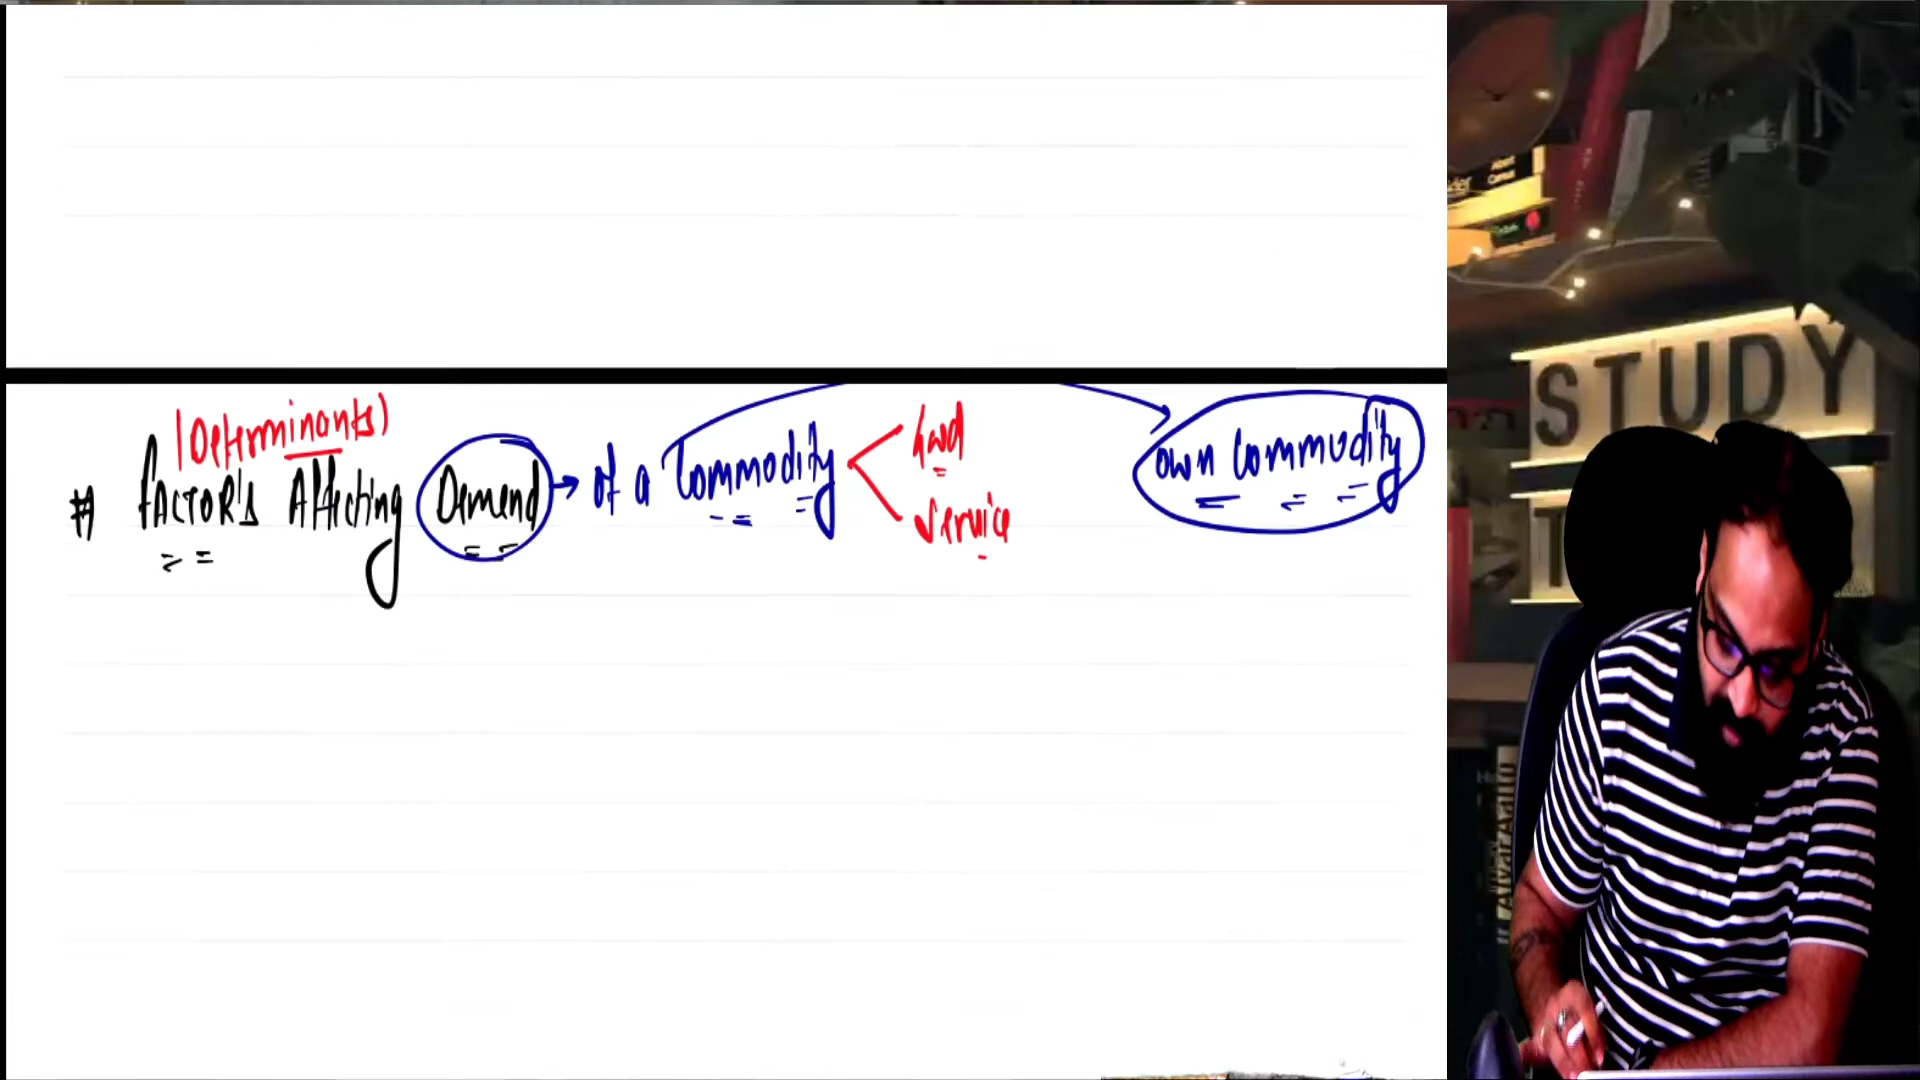 (Determinants)
# FACTOR'S Affecting Demand → of a Commodity
Good
Service
own commodity
STUDY
T